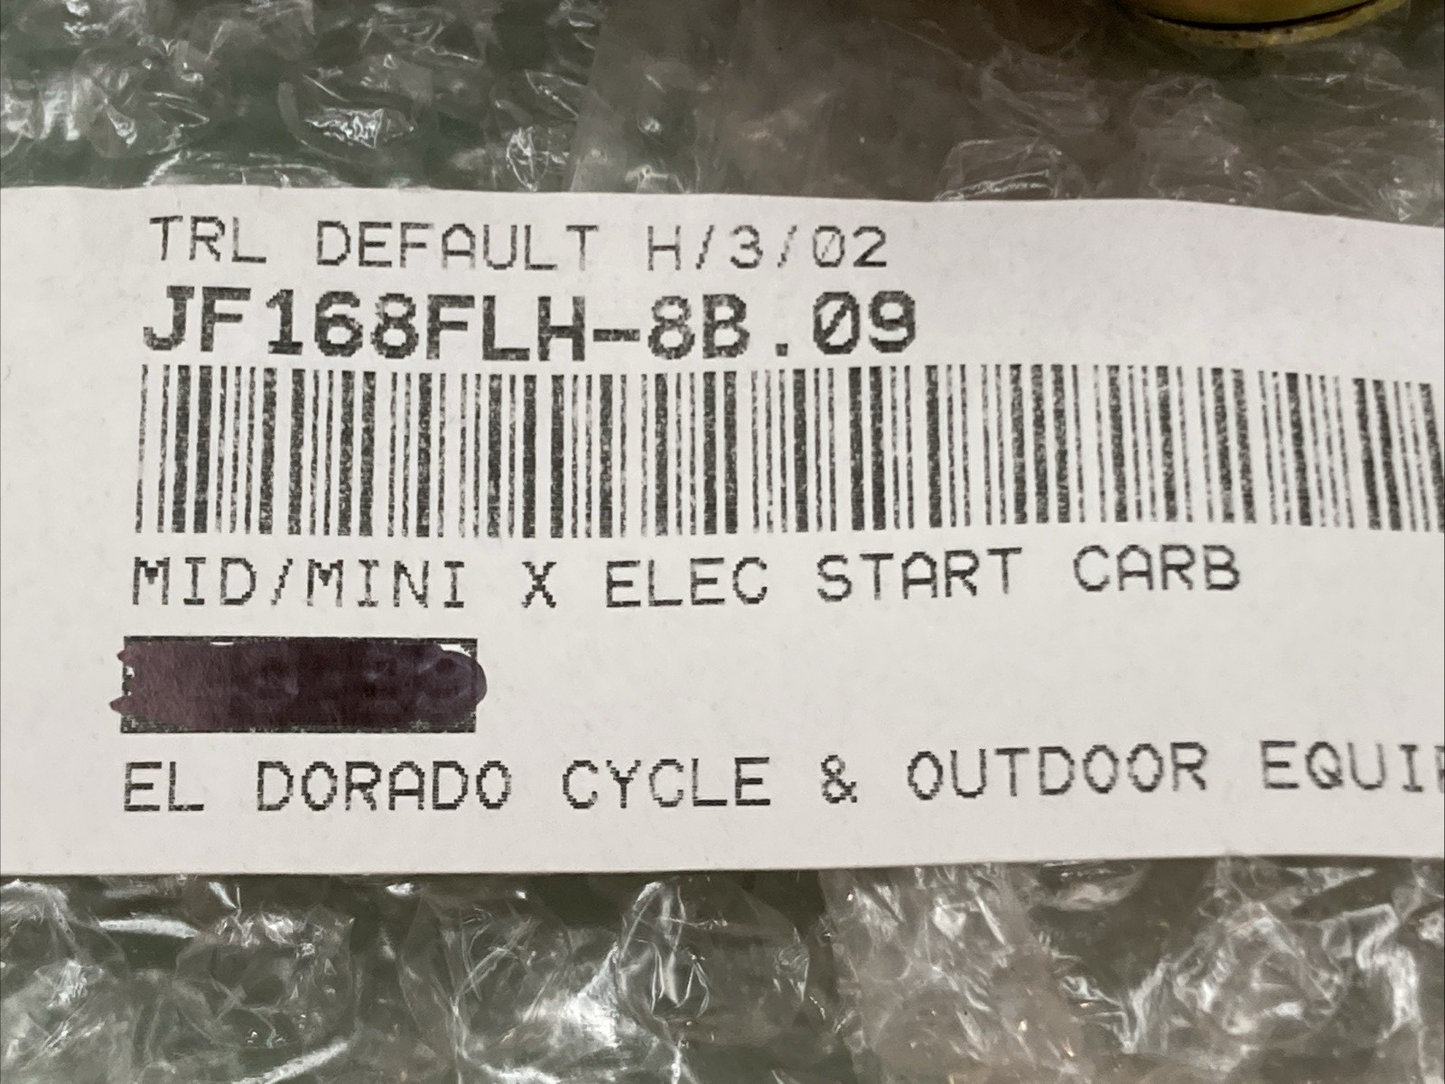 TRL DEFAULT H/3/02
JF168FLH-8B.09
MID/MINI X ELEC START CARB
EL DORADO CYCLE & OUTDOOR